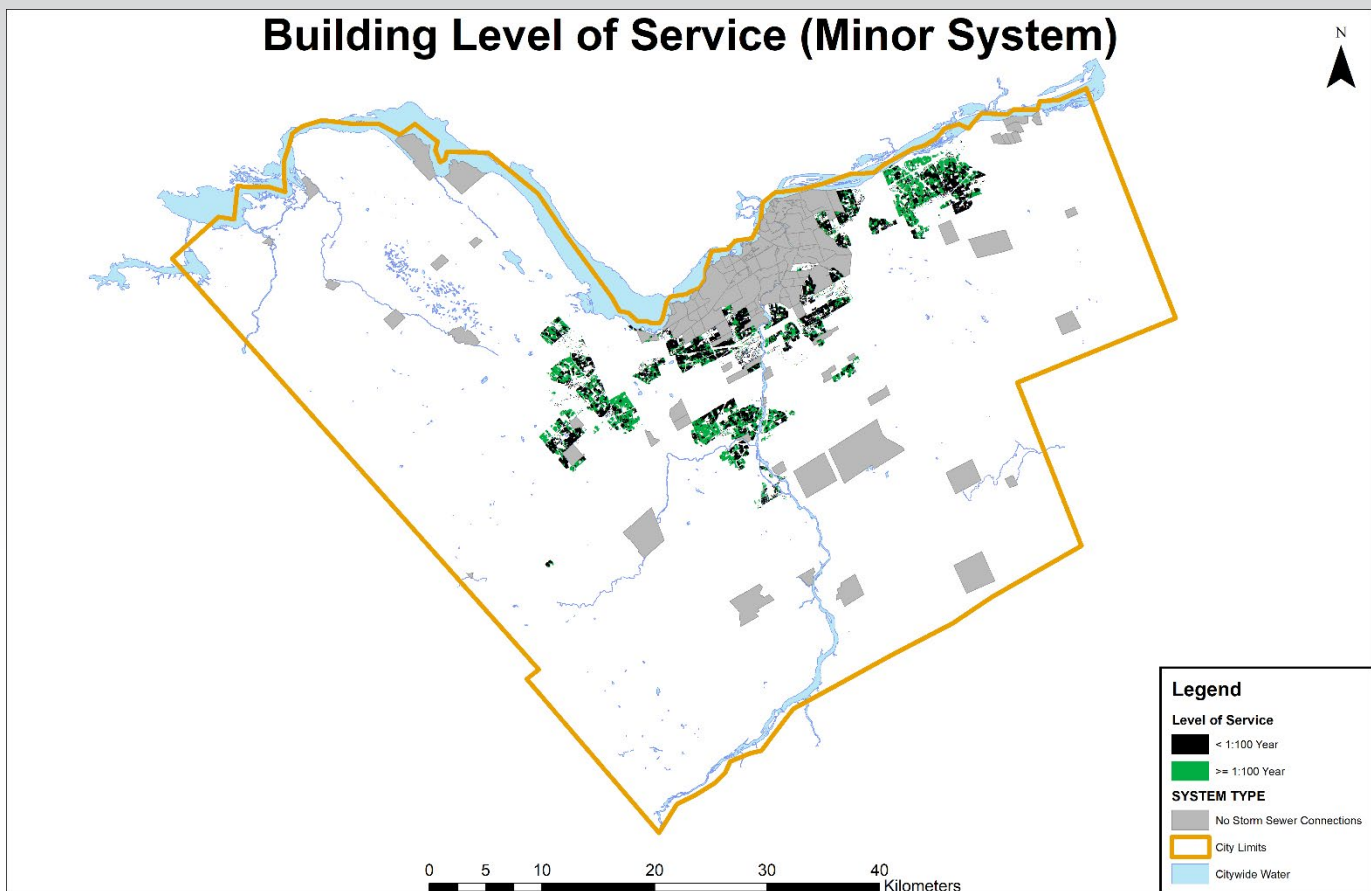 Building Level of Service (Minor System)
N
Legend
Level of Service
< 1:100 Year
>= 1:100 Year
SYSTEM TYPE
No Storm Sewer Connections
City Limits
Citywide Water
0 5 10 20 30 40
Kilometers